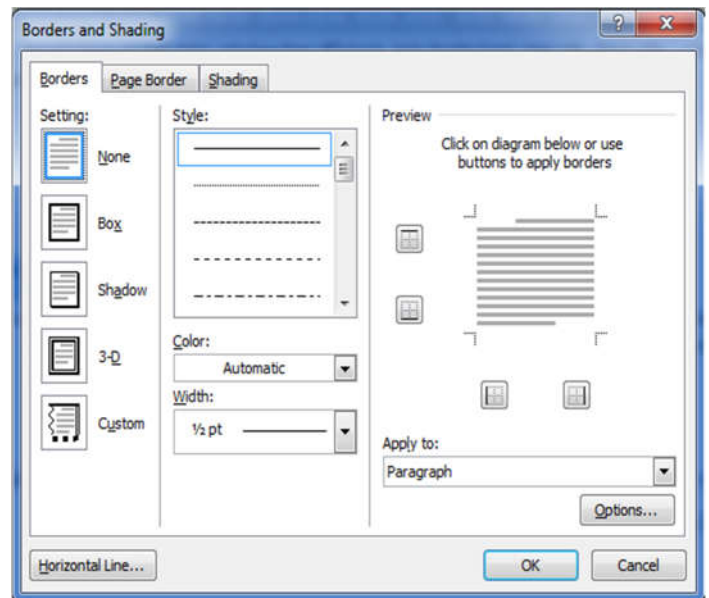 Borders and Shading
Borders
Page Border
Shading
Setting:
None
Box
Shadow
3-D
Custom
Style:
Color:
Automatic
Width:
½ pt
Preview
Click on diagram below or use
buttons to apply borders
Apply to:
Paragraph
Options...
Horizontal Line...
OK
Cancel